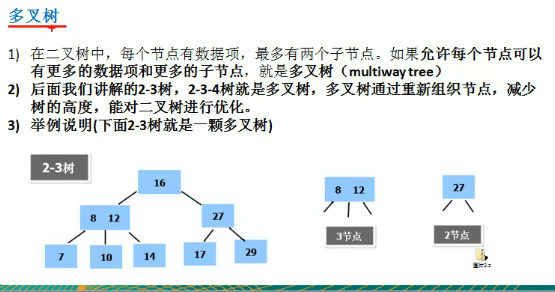 多叉树
1) 在二叉树中，每个节点有数据项，最多有两个子节点。如果允许每个节点可以
有更多的数据项和更多的子节点，就是多叉树（multiway tree）
2) 后面我们讲解的2-3树，2-3-4树就是多叉树，多叉树通过重新组织节点，减少
树的高度，能对二叉树进行优化。
3) 举例说明(下面2-3树就是一颗多叉树)
2-3树
16
8 12
27
7
10
14
17
29
8 12
3节点
27
2节点